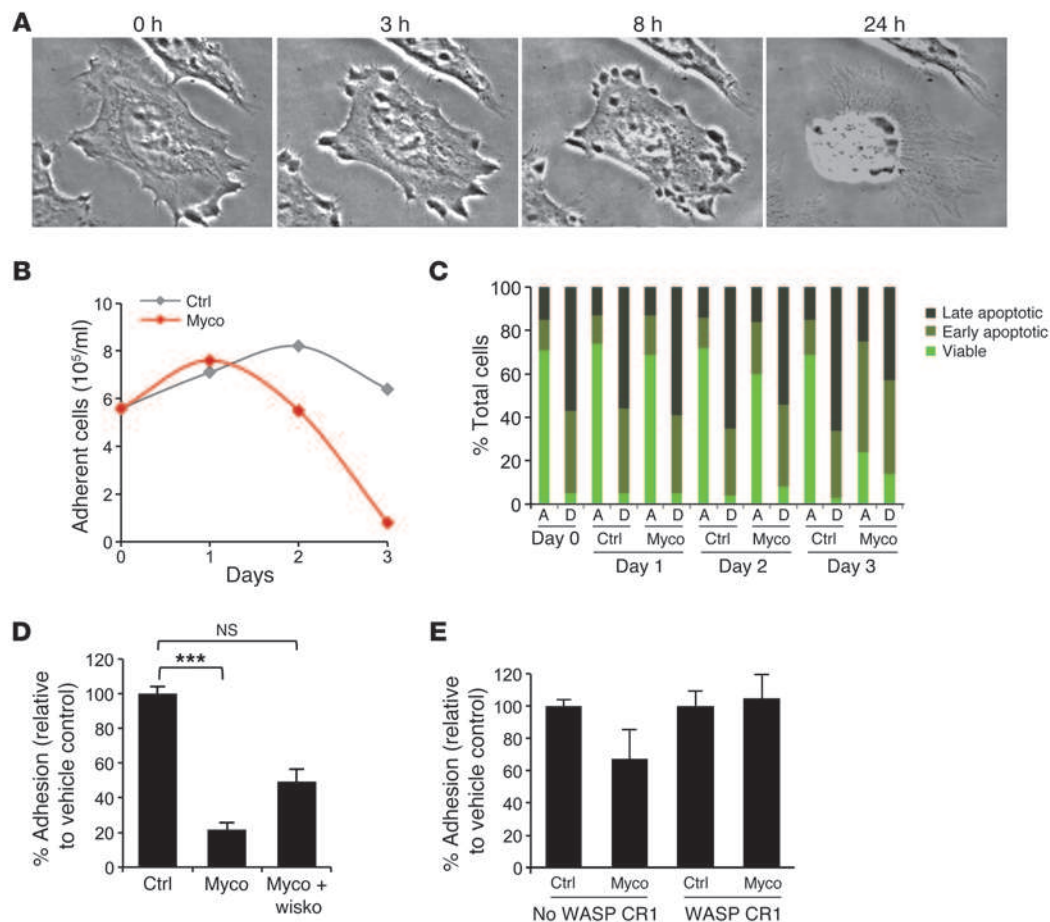 A
0 h 3 h 8 h 24 h
B
Adherent cells (10⁵/ml)
10
8
6
4
2
0
Ctrl
Myco
0 1 2 3
Days
C
% Total cells
100
80
60
40
20
0
Late apoptotic
Early apoptotic
Viable
A D A D A D A D A D A D A D
Day 0 Ctrl Myco Ctrl Myco Ctrl Myco
Day 1 Day 2 Day 3
D
% Adhesion (relative
to vehicle control)
120
100
80
60
40
20
0
NS
***
Ctrl Myco Myco +
wisko
E
% Adhesion (relative
to vehicle control)
120
100
80
60
40
20
0
Ctrl Myco Ctrl Myco
No WASP CR1 WASP CR1